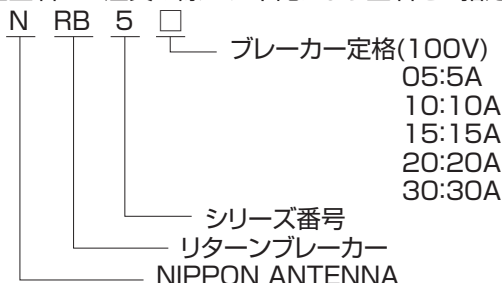 N RB 5 □
ブレーカー定格(100V)
05:5A
10:10A
15:15A
20:20A
30:30A
シリーズ番号
リターンブレーカー
NIPPON ANTENNA